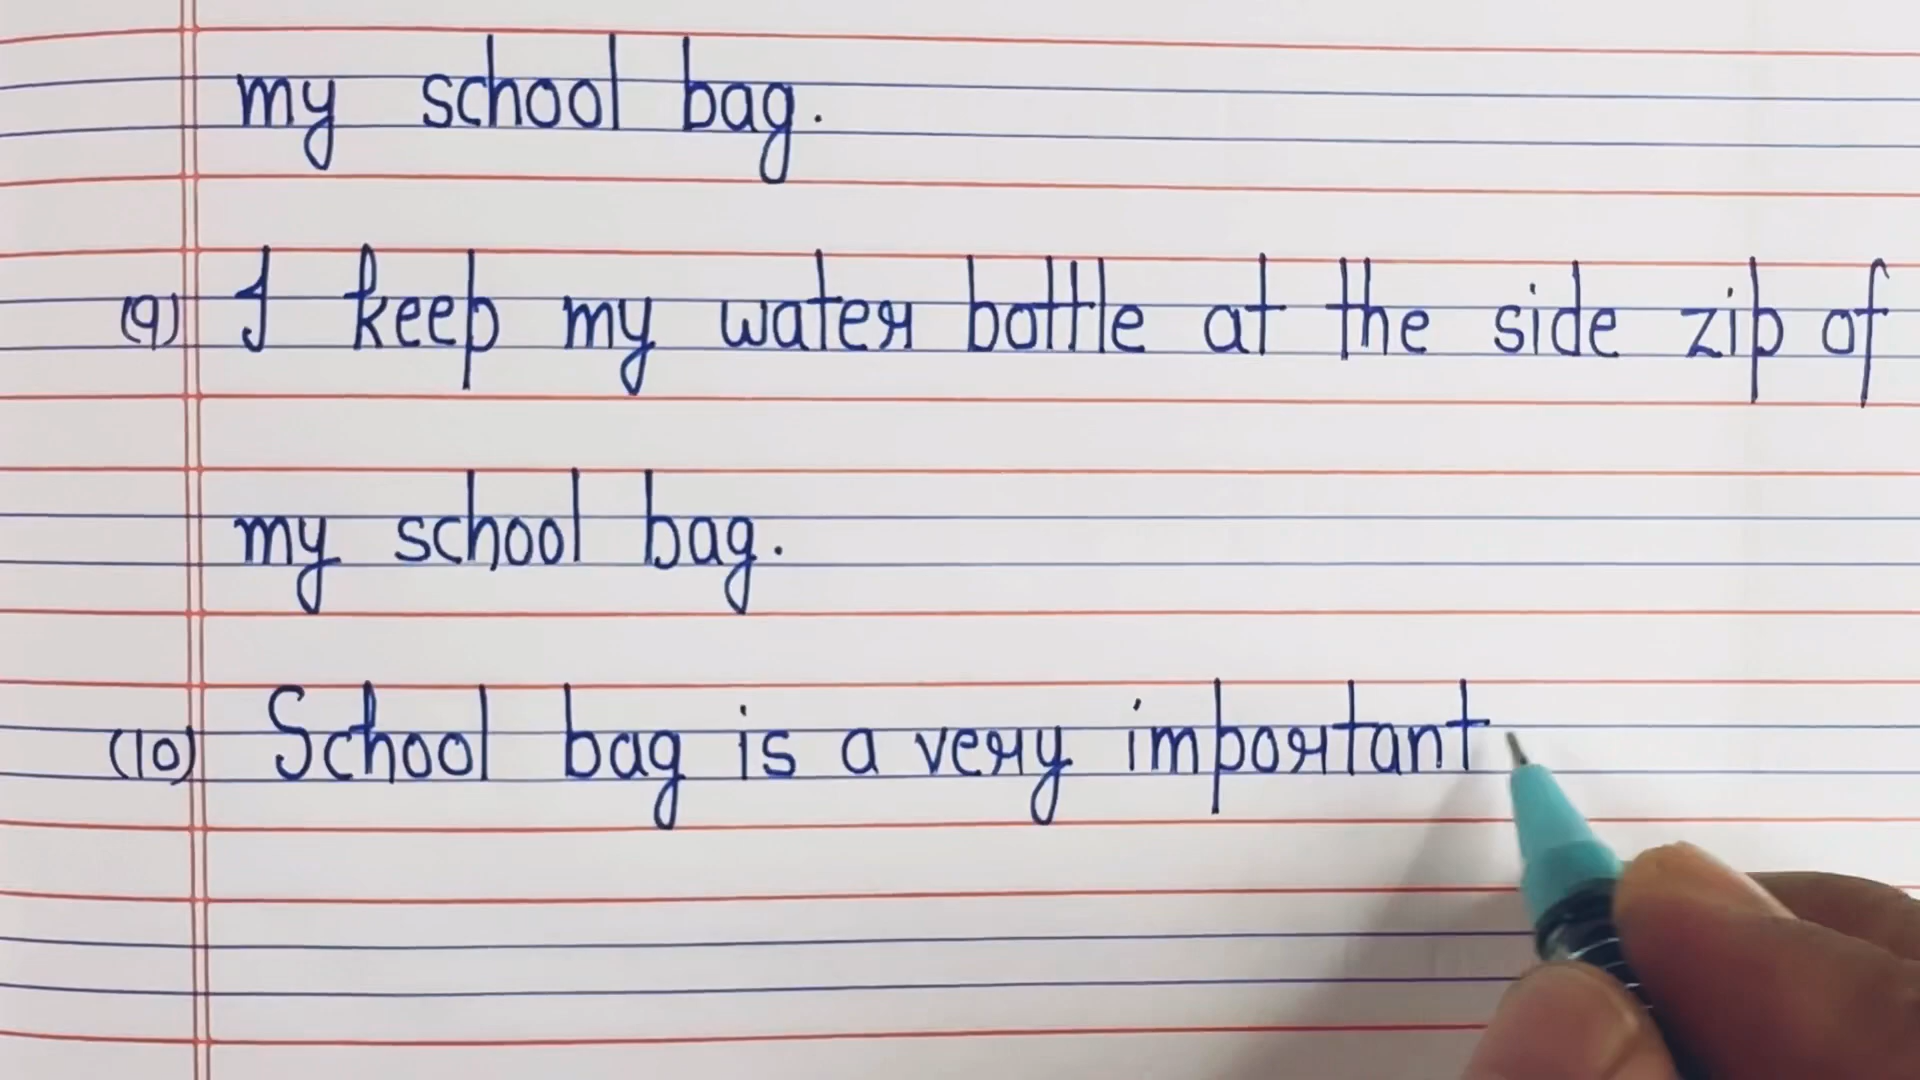 my school bag.
(9) I keep my water bottle at the side zip of
my school bag.
(10) School bag is a very important